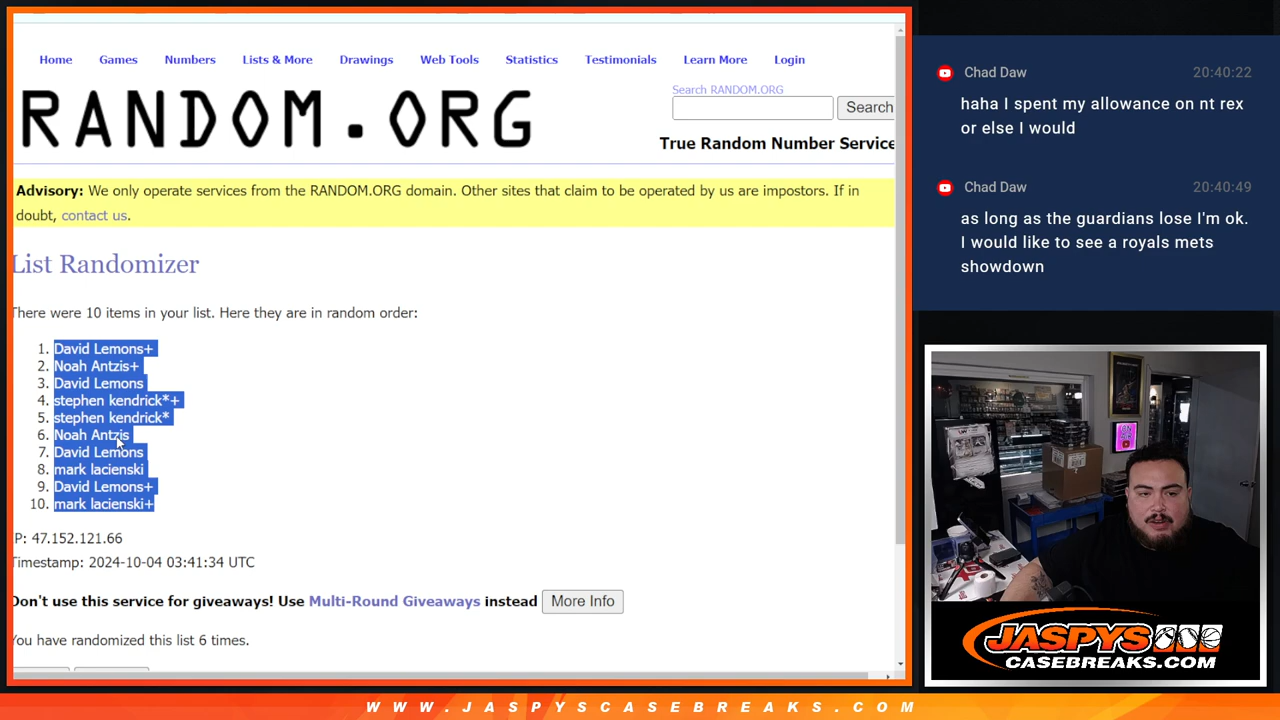 Home Games Numbers Lists & More Drawings Web Tools Statistics Testimonials Learn More Login
RANDOM.ORG
Search RANDOM.ORG
Search
True Random Number Service
Advisory: We only operate services from the RANDOM.ORG domain. Other sites that claim to be operated by us are impostors. If in
doubt, contact us.
List Randomizer
There were 10 items in your list. Here they are in random order:
1. David Lemons+
2. Noah Antzis+
3. David Lemons
4. stephen kendrick*+
5. stephen kendrick*
6. Noah Antzis
7. David Lemons
8. mark lacienski
9. David Lemons+
10. mark lacienski+
IP: 47.152.121.66
Timestamp: 2024-10-04 03:41:34 UTC
Don't use this service for giveaways! Use Multi-Round Giveaways instead More Info
You have randomized this list 6 times.
Chad Daw 20:40:22
haha I spent my allowance on nt rex
or else I would
Chad Daw 20:40:49
as long as the guardians lose I'm ok.
I would like to see a royals mets
showdown
JASPYS
CASEBREAKS.COM
WWW.JASPYSCASEBREAKS.COM